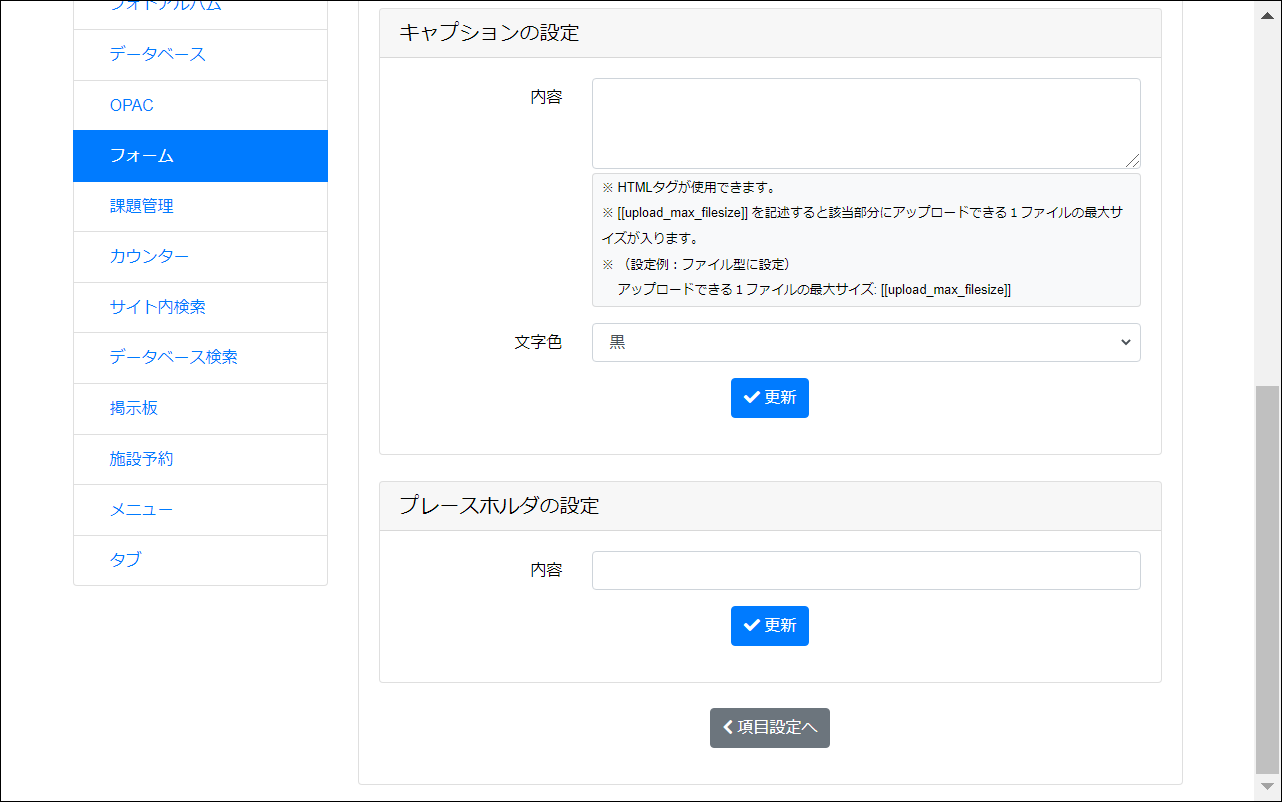 フォトアルバム
データベース
OPAC
フォーム
課題管理
カウンター
サイト内検索
データベース検索
掲示板
施設予約
メニュー
タブ
キャプションの設定
内容
※ HTMLタグが使用できます。
※ [[upload_max_filesize]] を記述すると該当部分にアップロードできる１ファイルの最大サ
イズが入ります。
※ （設定例：ファイル型に設定）
アップロードできる１ファイルの最大サイズ: [[upload_max_filesize]]
文字色
黒
更新
プレースホルダの設定
内容
更新
項目設定へ